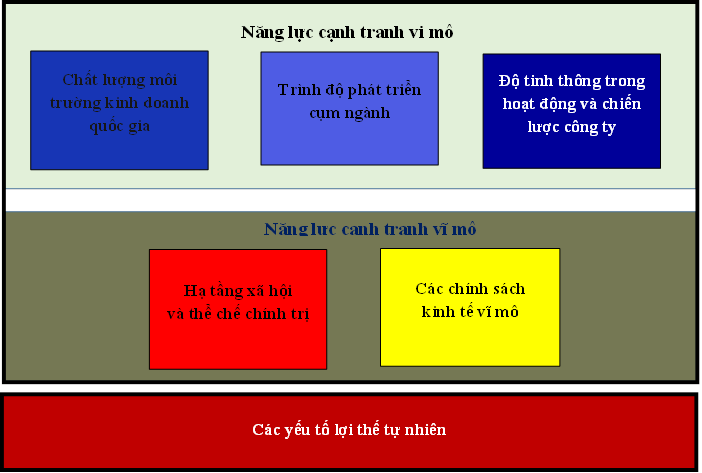 Năng lực cạnh tranh vi mô
Chất lượng môi
trường kinh doanh
quốc gia
Trình độ phát triển
cụm ngành
Độ tinh thông trong
hoạt động và chiến
lược công ty
Năng lực cạnh tranh vĩ mô
Hạ tầng xã hội
và thể chế chính trị
Các chính sách
kinh tế vĩ mô
Các yếu tố lợi thế tự nhiên